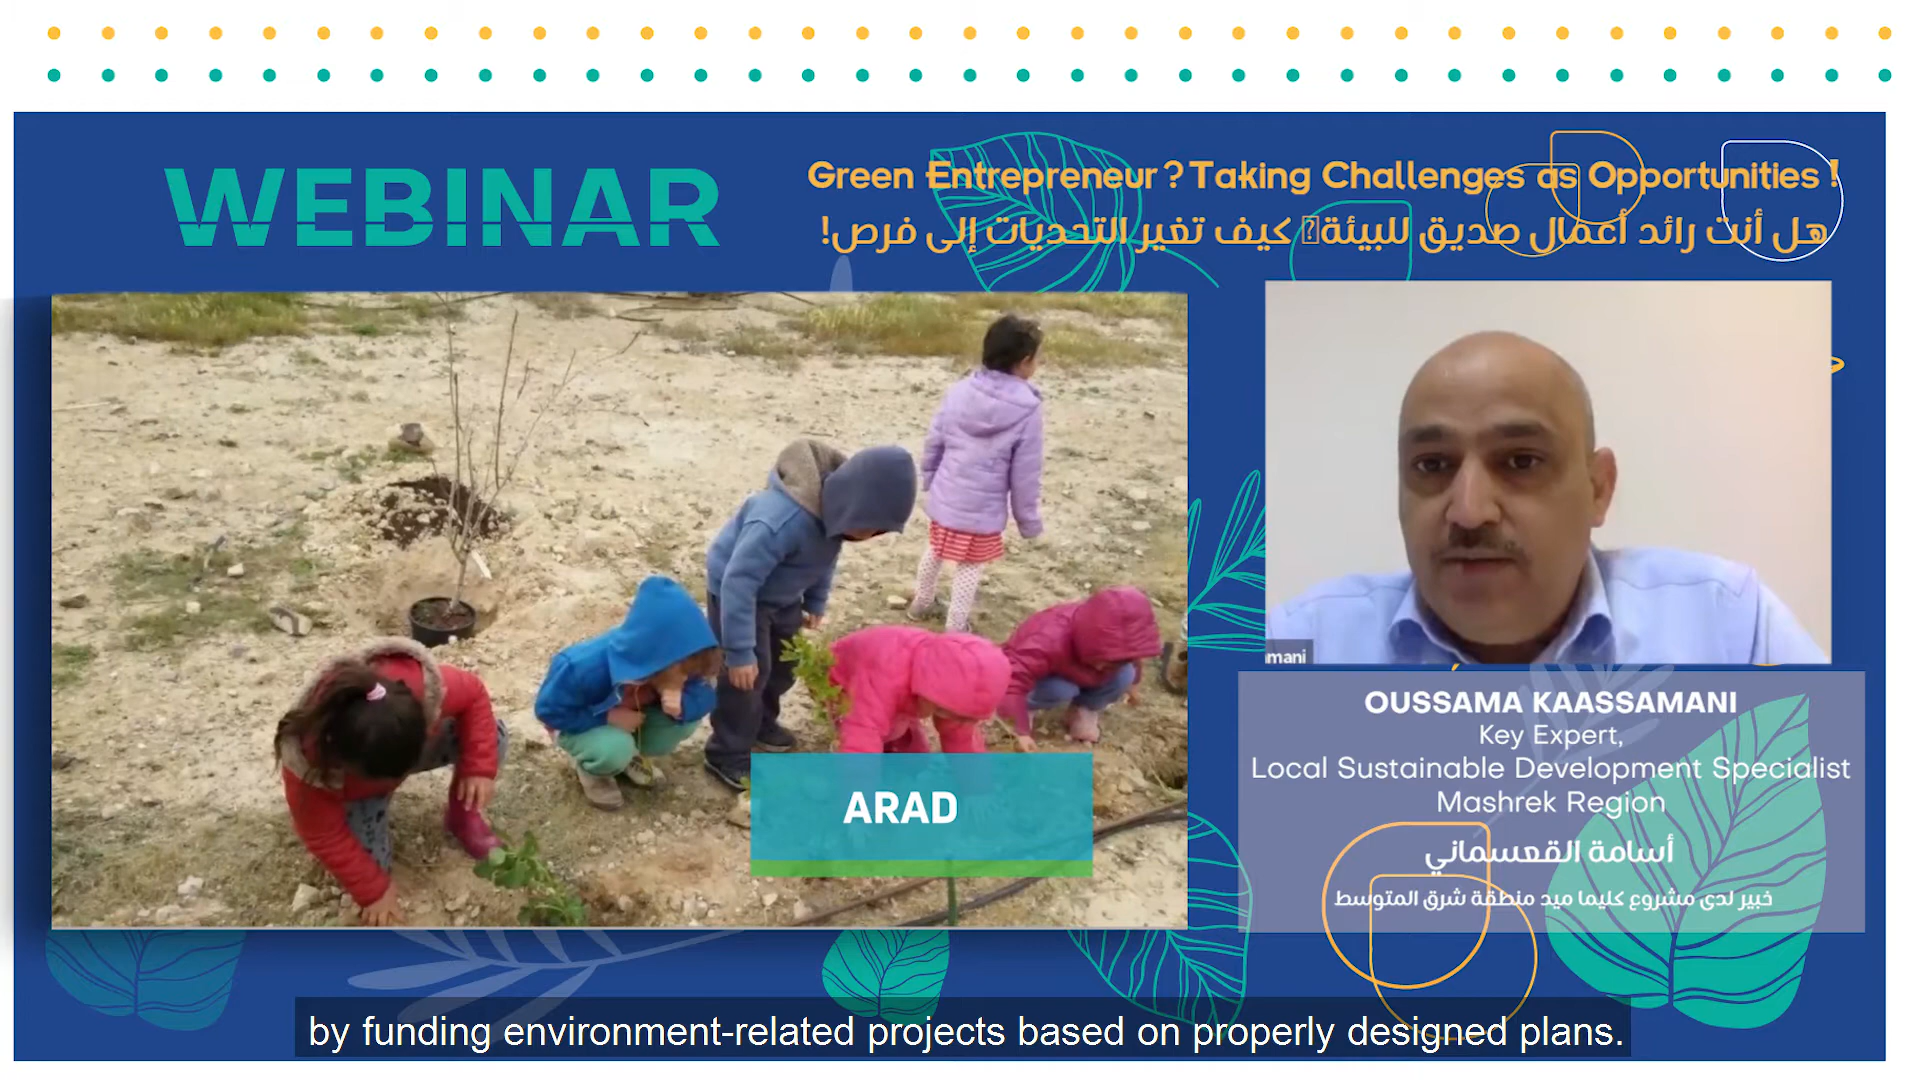 WEBINAR
Green Entrepreneur? Taking Challenges as Opportunities!
هل أنت رائد أعمال صديق للبيئة؟ كيف تغير التحديات إلى فرص!
mani
OUSSAMA KAASSAMANI
Key Expert,
Local Sustainable Development Specialist
Mashrek Region
أسامة القعسماني
خبير لدى مشروع كليما ميد منطقة شرق المتوسط
ARAD
by funding environment-related projects based on properly designed plans.